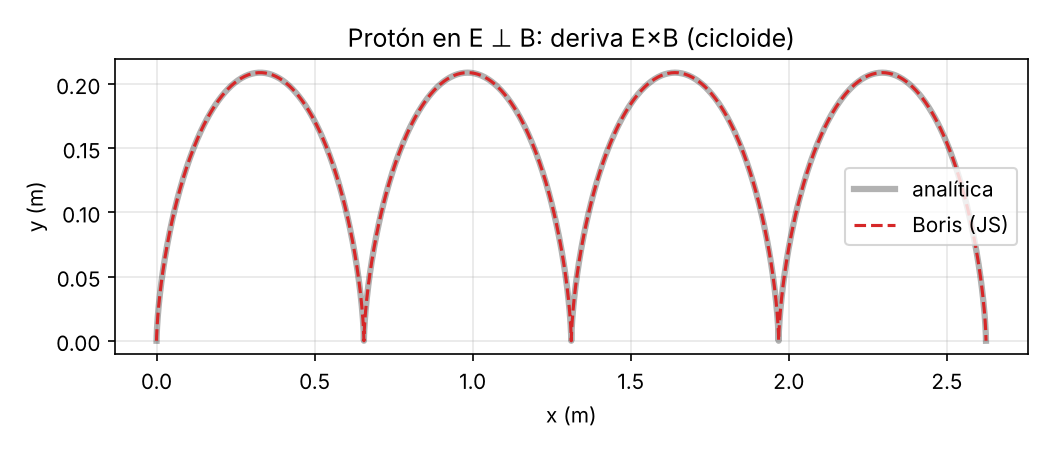 Protón en E ⊥ B: deriva E×B (cicloide)
y (m)
0.20
0.15
0.10
0.05
0.00
analítica
Boris (JS)
0.0 0.5 1.0 1.5 2.0 2.5
x (m)